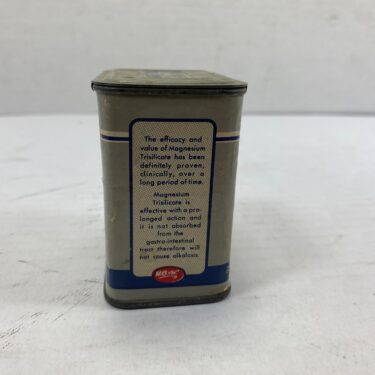 The efficacy and
value of Magnesium
Trisilicate has been
definitely proven,
clinically, over a
long period of time.
Magnesium
Trisilicate is
effective with a pro-
longed action and
it is not absorbed
from the
gastro-intestinal
tract therefore will
not cause alkalosis.